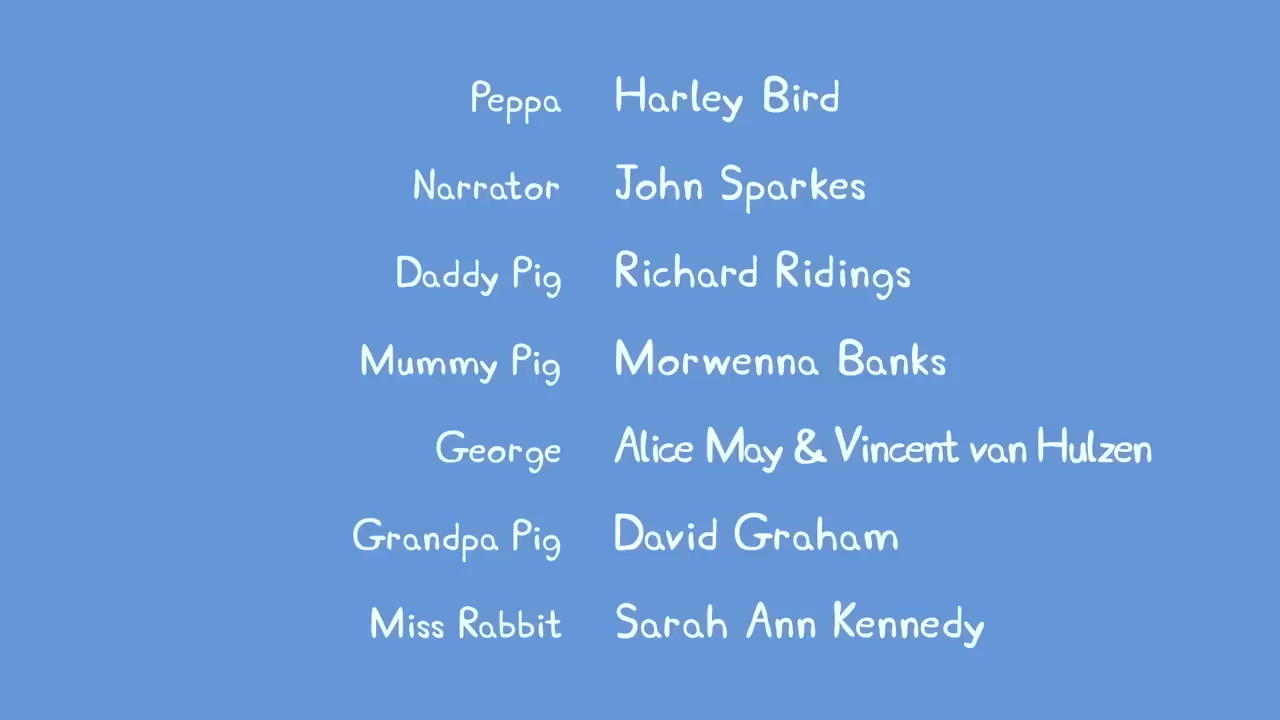 Peppa Harley Bird
Narrator John Sparkes
Daddy Pig Richard Ridings
Mummy Pig Morwenna Banks
George Alice May & Vincent van Hulzen
Grandpa Pig David Graham
Miss Rabbit Sarah Ann Kennedy